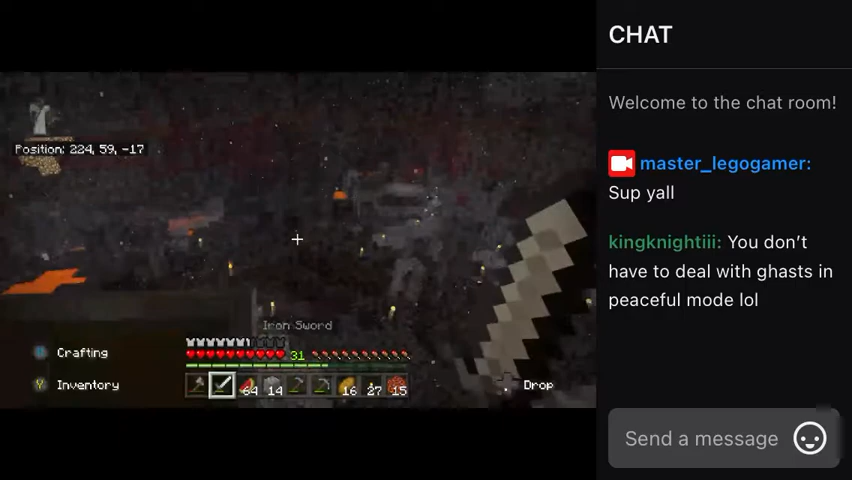 CHAT
Welcome to the chat room!
master_legogamer:
Sup yall
kingknightiii: You don't
have to deal with ghasts in
peaceful mode lol
Send a message
Position: 224, 59, -17
Iron Sword
31
Crafting
Y Inventory
64 14 16 27 15
Drop